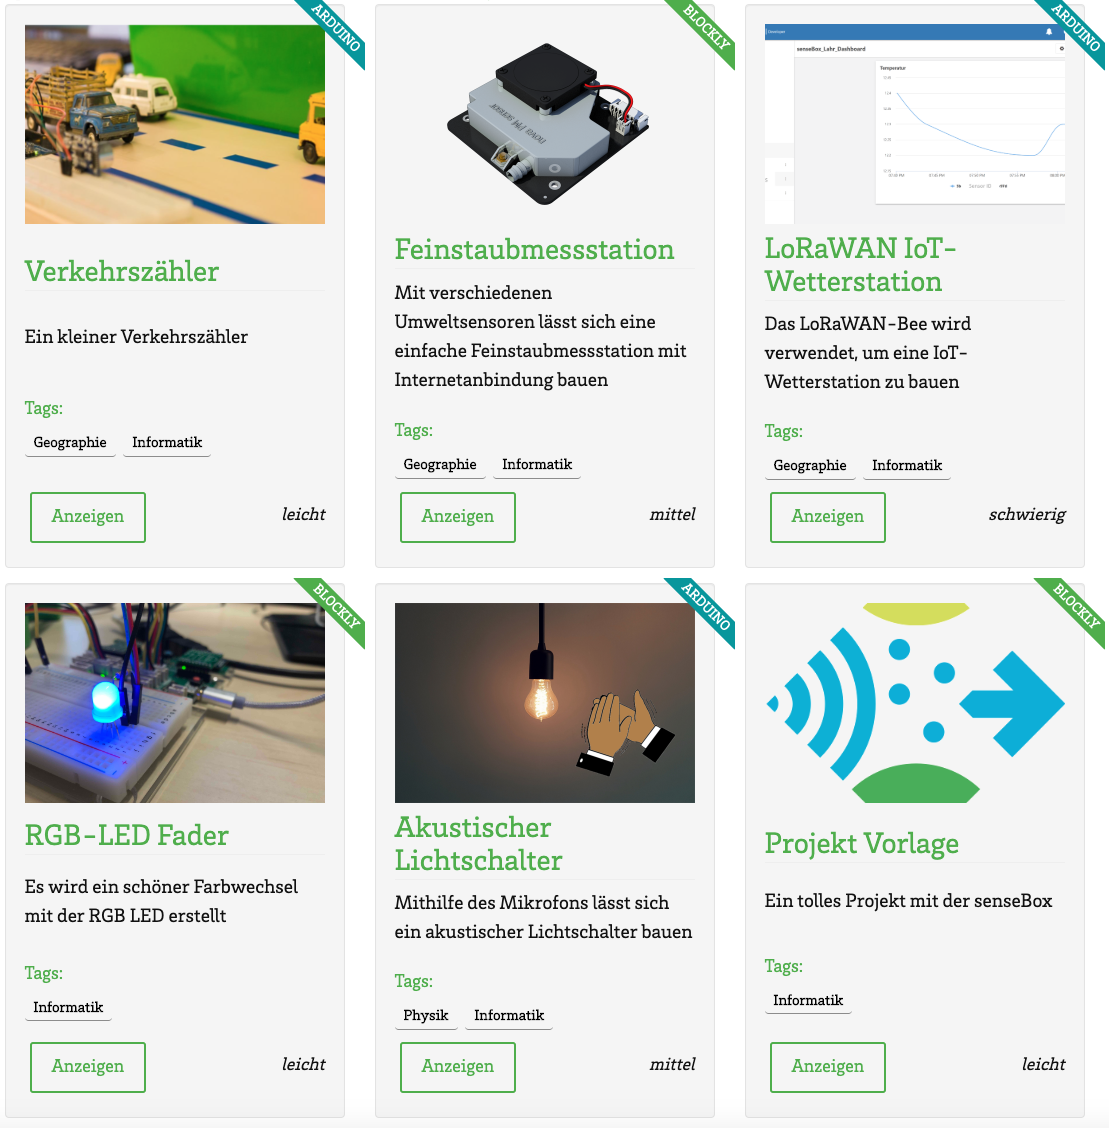 ARDUINO
Verkehrszähler
Ein kleiner Verkehrszähler
Tags:
Geographie Informatik
Anzeigen leicht
BLOCKLY
Feinstaubmessstation
Mit verschiedenen
Umweltsensoren lässt sich eine
einfache Feinstaubmessstation mit
Internetanbindung bauen
Tags:
Geographie Informatik
Anzeigen mittel
ARDUINO
senseBox_Lahr_Dashboard
Temperatur
Sensor ID
LoRaWAN IoT-
Wetterstation
Das LoRaWAN-Bee wird
verwendet, um eine IoT-
Wetterstation zu bauen
Tags:
Geographie Informatik
Anzeigen schwierig
BLOCKLY
RGB-LED Fader
Es wird ein schöner Farbwechsel
mit der RGB LED erstellt
Tags:
Informatik
Anzeigen leicht
ARDUINO
Akustischer
Lichtschalter
Mithilfe des Mikrofons lässt sich
ein akustischer Lichtschalter bauen
Tags:
Physik Informatik
Anzeigen mittel
BLOCKLY
Projekt Vorlage
Ein tolles Projekt mit der senseBox
Tags:
Informatik
Anzeigen leicht